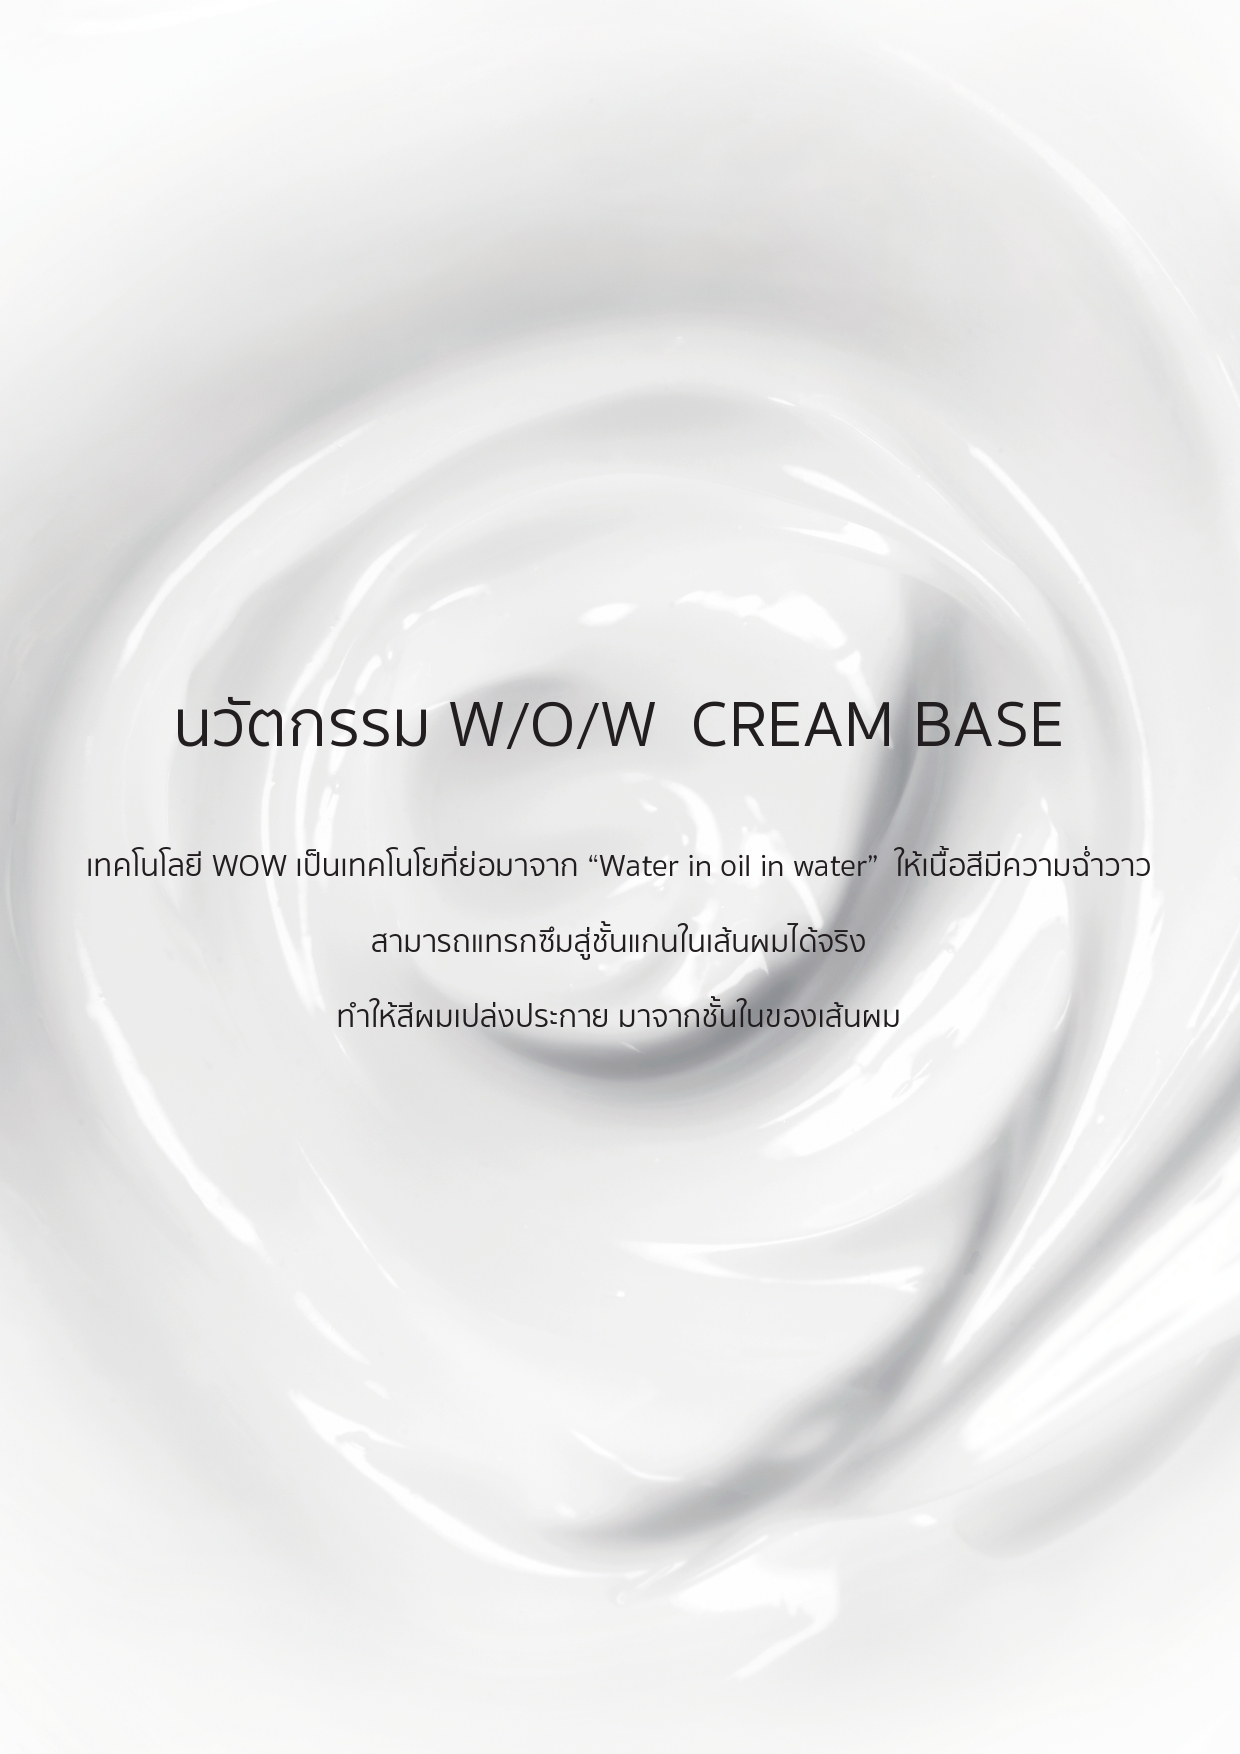 นวัตกรรม W/O/W CREAM BASE
เทคโนโลยี WOW เป็นเทคโนโยที่ย่อมาจาก “Water in oil in water” ให้เนื้อสีมีความฉ่ำวาว
สามารถแทรกซึมสู่ชั้นแกนในเส้นผมได้จริง
ทำให้สีผมเปล่งประกาย มาจากชั้นในของเส้นผม